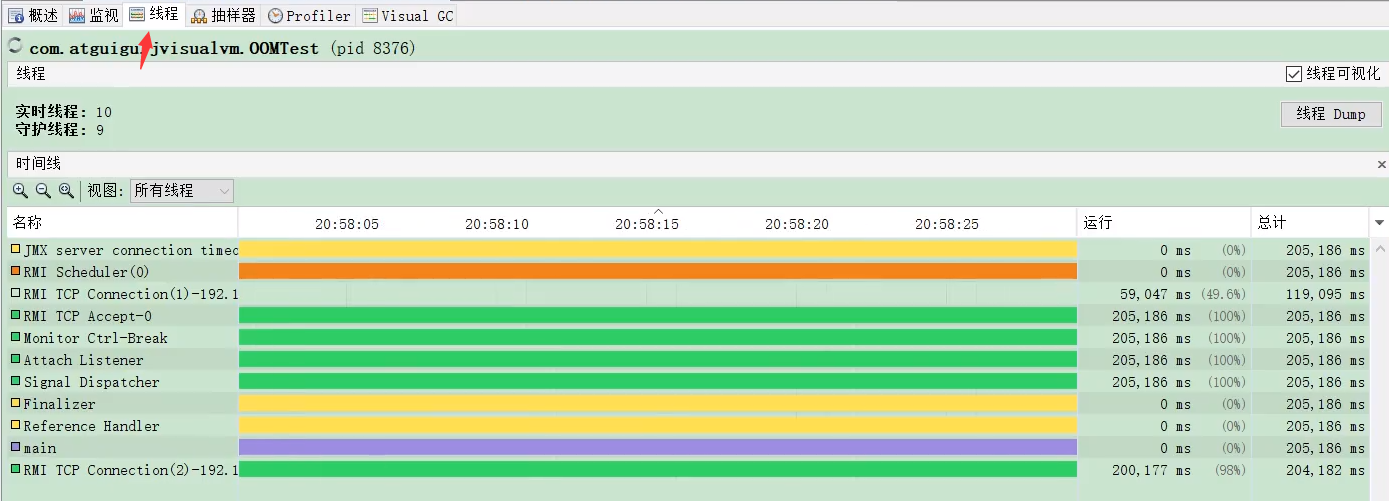 概述 监视 线程 抽样器 Profiler Visual GC
com.atguigu.jvisualvm.OOMTest (pid 8376)
线程 线程可视化
实时线程: 10
守护线程: 9
线程 Dump
时间线
视图: 所有线程
名称 20:58:05 20:58:10 20:58:15 20:58:20 20:58:25 运行 总计
JMX server connection timeo 0 ms (0%) 205,186 ms
RMI Scheduler(0) 0 ms (0%) 205,186 ms
RMI TCP Connection(1)-192.1 59,047 ms (49.6%) 119,095 ms
RMI TCP Accept-0 205,186 ms (100%) 205,186 ms
Monitor Ctrl-Break 205,186 ms (100%) 205,186 ms
Attach Listener 205,186 ms (100%) 205,186 ms
Signal Dispatcher 205,186 ms (100%) 205,186 ms
Finalizer 0 ms (0%) 205,186 ms
Reference Handler 0 ms (0%) 205,186 ms
main 0 ms (0%) 205,186 ms
RMI TCP Connection(2)-192.1 200,177 ms (98%) 204,182 ms